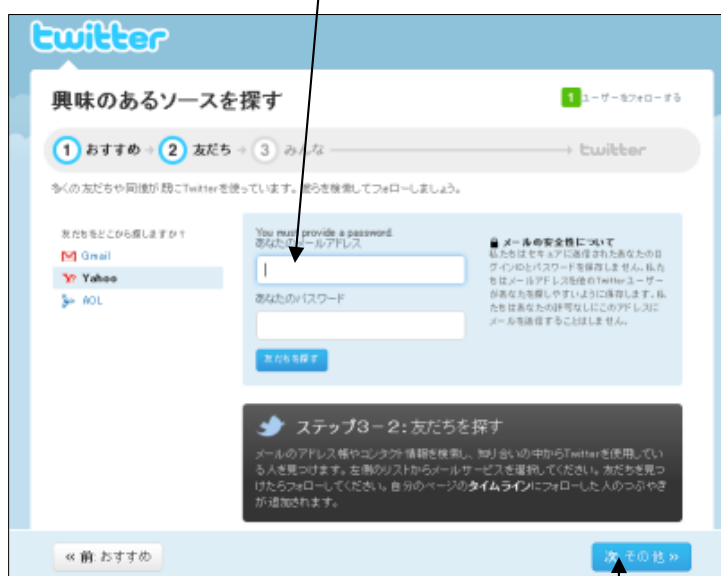 twitter
興味のあるソースを探す
1 ユーザーをフォローする
1 おすすめ → 2 友だち → 3 みんな → twitter
多くの友だちや同僚が既にTwitterを使っています。彼らを検索してフォローしましょう。
友だちをどこから探しますか?
Gmail
Yahoo
AOL
You must provide a password.
あなたのメールアドレス
あなたのパスワード
友だちを探す
メールの安全性について
私たちはセキュアに送信されたあなたのロ
グインIDとパスワードを保存しません。私た
ちはメールアドレスを他のTwitterユーザー
があなたを探しやすいように保存します。私
たちはあなたの許可なしにこのアドレスに
メールを送信することはしません。
ステップ3-2:友だちを探す
メールのアドレス帳やコンタクト情報を検索し、知り合いの中からTwitterを使用してい
る人を見つけます。左側のリストからメールサービスを選択してください。友だちを見つ
けたらフォローしてください。自分のページのタイムラインにフォローした人のつぶやき
が追加されます。
« 前: おすすめ
次: その他 »